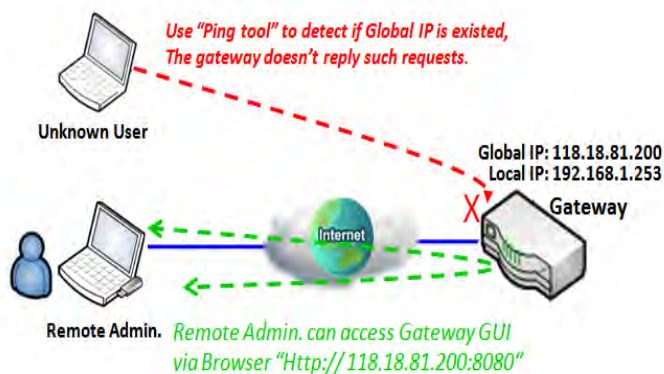 Use "Ping tool" to detect if Global IP is existed,
The gateway doesn't reply such requests.
Unknown User
Global IP: 118.18.81.200
Local IP: 192.168.1.253
X
Gateway
Internet
Remote Admin.
Remote Admin. can access Gateway GUI
via Browser "Http:// 118.18.81.200:8080"